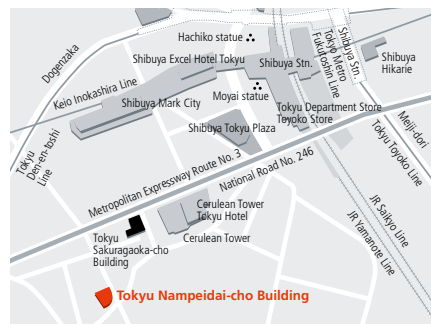 Hachiko statue
Shibuya Stn.
Tokyo Metro
Fukutoshin Line
Shibuya Stn.
Dogenzaka
Shibuya Excel Hotel Tokyu
Shibuya Stn.
Shibuya
Hikarie
Keio Inokashira Line
Moyai statue
Shibuya Mark City
Tokyu Department Store
Toyoko Store
Meiji-dori
Shibuya Tokyu Plaza
Tokyu Toyoko Line
Tokyu
Den-en-toshi
Line
Metropolitan Expressway Route No. 3
National Road No. 246
Cerulean Tower
Tokyu Hotel
JR Saikyo Line
JR Yamanote Line
Tokyu
Sakuragaoka-cho
Building
Cerulean Tower
Tokyu Nampeidai-cho Building